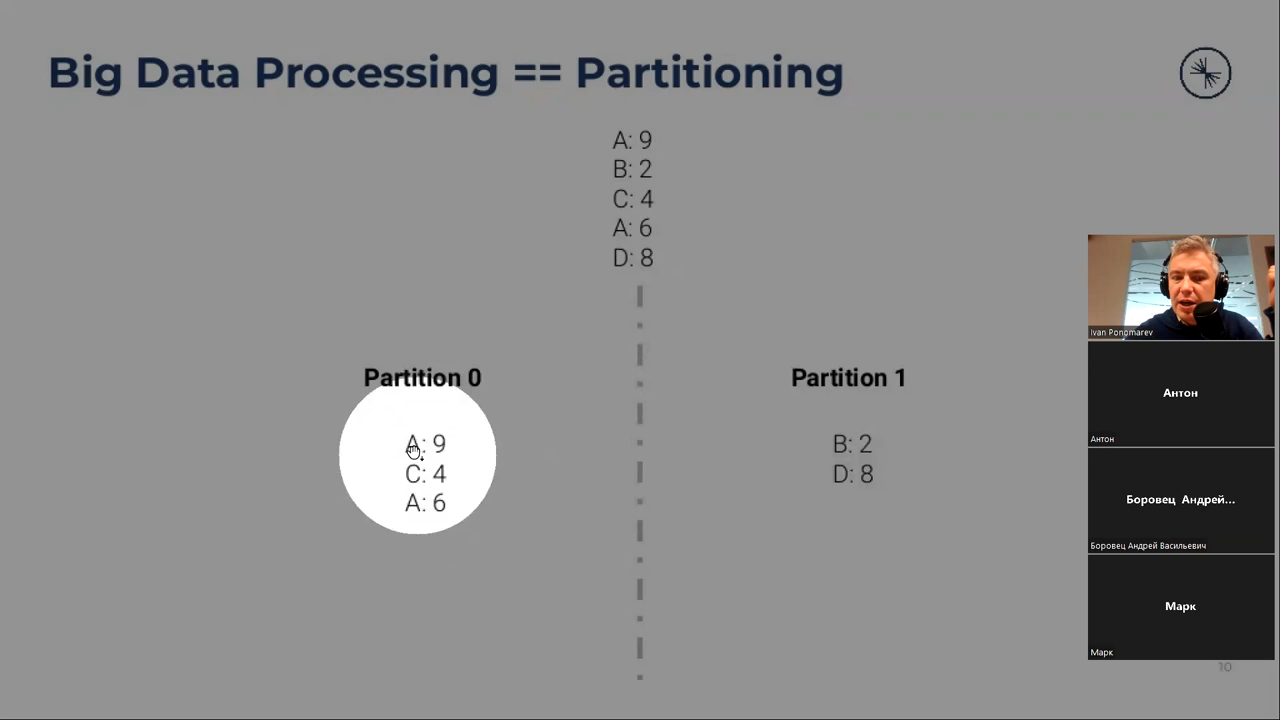 Big Data Processing == Partitioning
A: 9
B: 2
C: 4
A: 6
D: 8
Partition 0
A: 9
C: 4
A: 6
Partition 1
B: 2
D: 8
Ivan Ponomarev
Антон
Антон
Боровец Андрей...
Боровец Андрей Васильевич
Марк
Марк
10